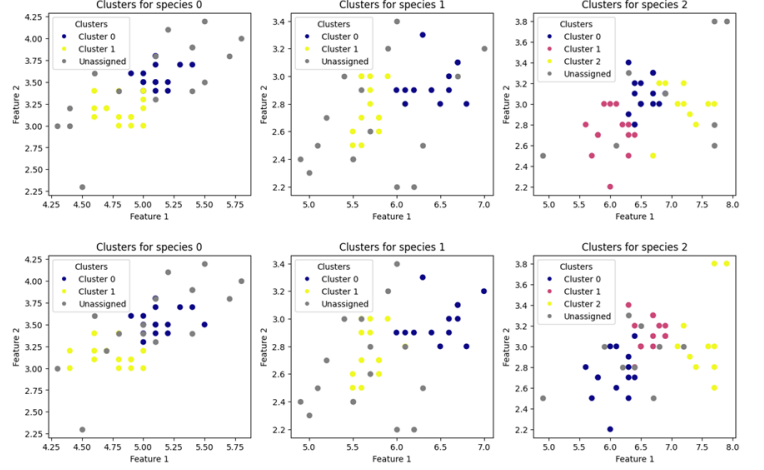 Clusters for species 0
4.25
4.00
3.75
3.50
3.25
3.00
2.75
2.50
2.25
Feature 2
Clusters
Cluster 0
Cluster 1
Unassigned
4.25 4.50 4.75 5.00 5.25 5.50 5.75
Feature 1
Clusters for species 1
3.4
3.2
3.0
2.8
2.6
2.4
2.2
Feature 2
Clusters
Cluster 0
Cluster 1
Unassigned
5.0 5.5 6.0 6.5 7.0
Feature 1
Clusters for species 2
3.8
3.6
3.4
3.2
3.0
2.8
2.6
2.4
2.2
Feature 2
Clusters
Cluster 0
Cluster 1
Cluster 2
Unassigned
5.0 5.5 6.0 6.5 7.0 7.5 8.0
Feature 1
Clusters for species 0
4.25
4.00
3.75
3.50
3.25
3.00
2.75
2.50
2.25
Feature 2
Clusters
Cluster 0
Cluster 1
Unassigned
4.25 4.50 4.75 5.00 5.25 5.50 5.75
Feature 1
Clusters for species 1
3.4
3.2
3.0
2.8
2.6
2.4
2.2
Feature 2
Clusters
Cluster 0
Cluster 1
Unassigned
5.0 5.5 6.0 6.5 7.0
Feature 1
Clusters for species 2
3.8
3.6
3.4
3.2
3.0
2.8
2.6
2.4
2.2
Feature 2
Clusters
Cluster 0
Cluster 1
Cluster 2
Unassigned
5.0 5.5 6.0 6.5 7.0 7.5 8.0
Feature 1